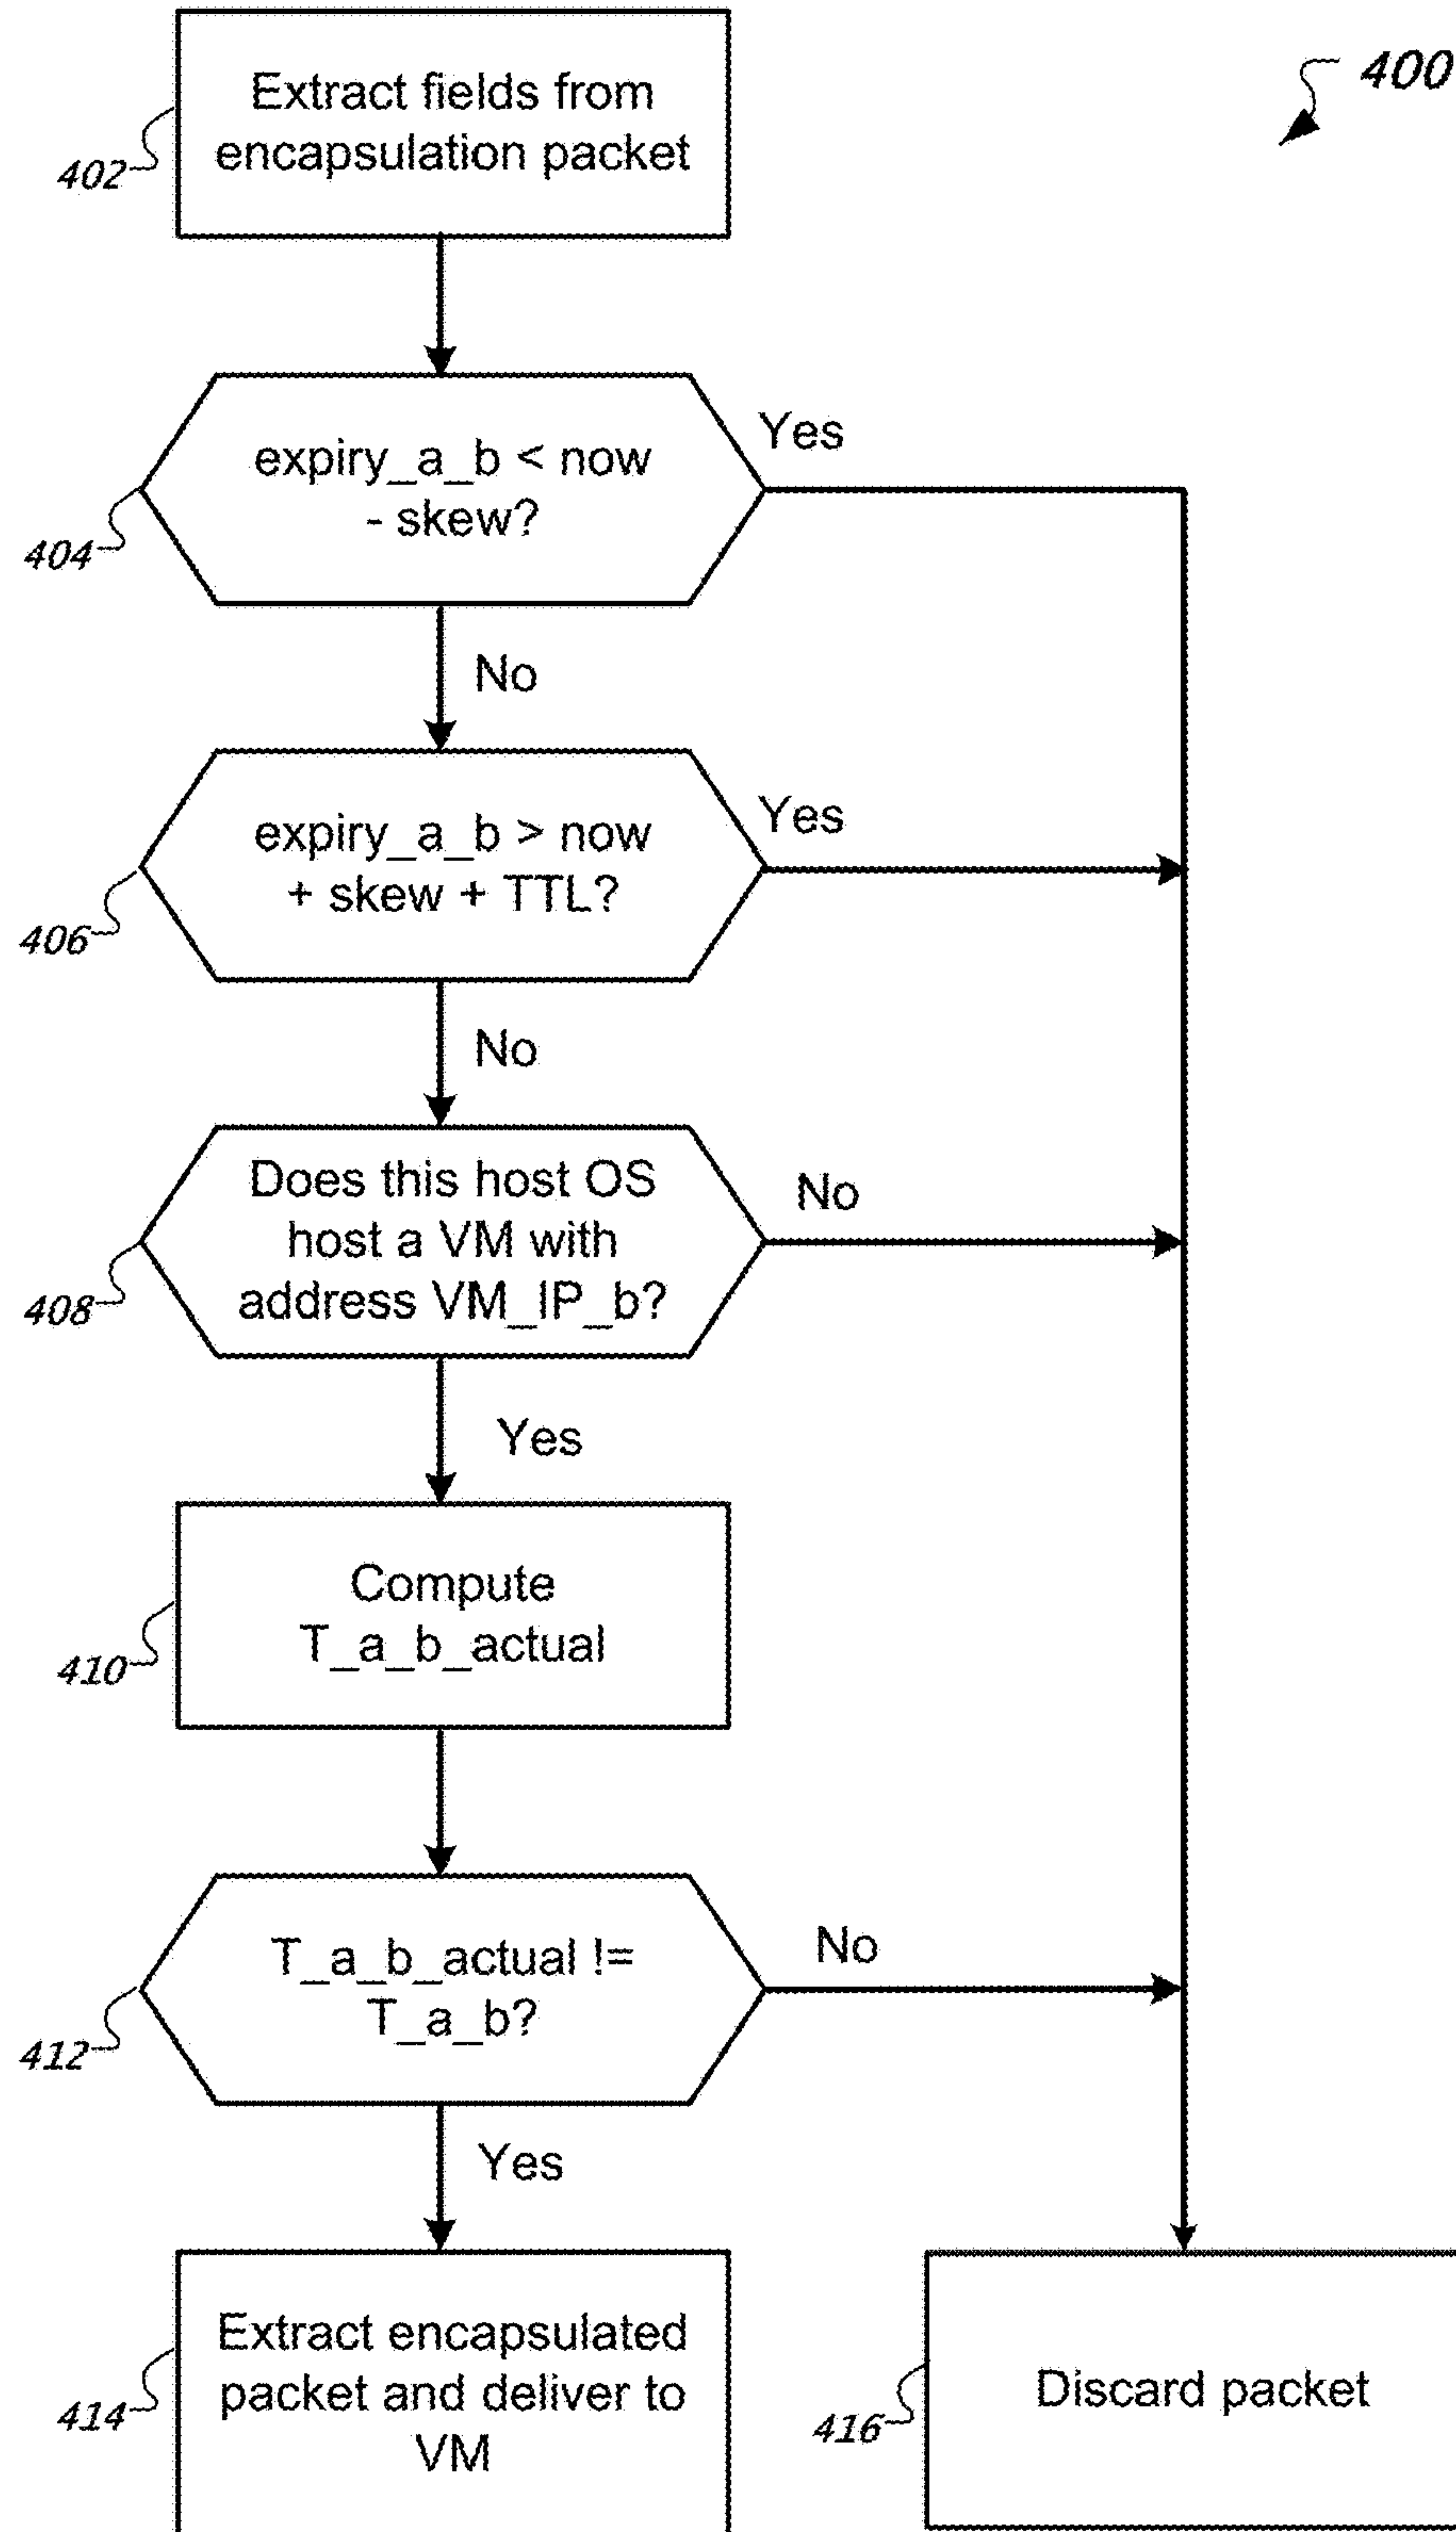 400
Extract fields from
encapsulation packet
402
expiry_a_b < now
- skew?
Yes
404
No
expiry_a_b > now
+ skew + TTL?
Yes
406
No
Does this host OS
host a VM with
address VM_IP_b?
No
408
Yes
Compute
T_a_b_actual
410
T_a_b_actual !=
T_a_b?
No
412
Yes
Extract encapsulated
packet and deliver to
VM
414
Discard packet
416